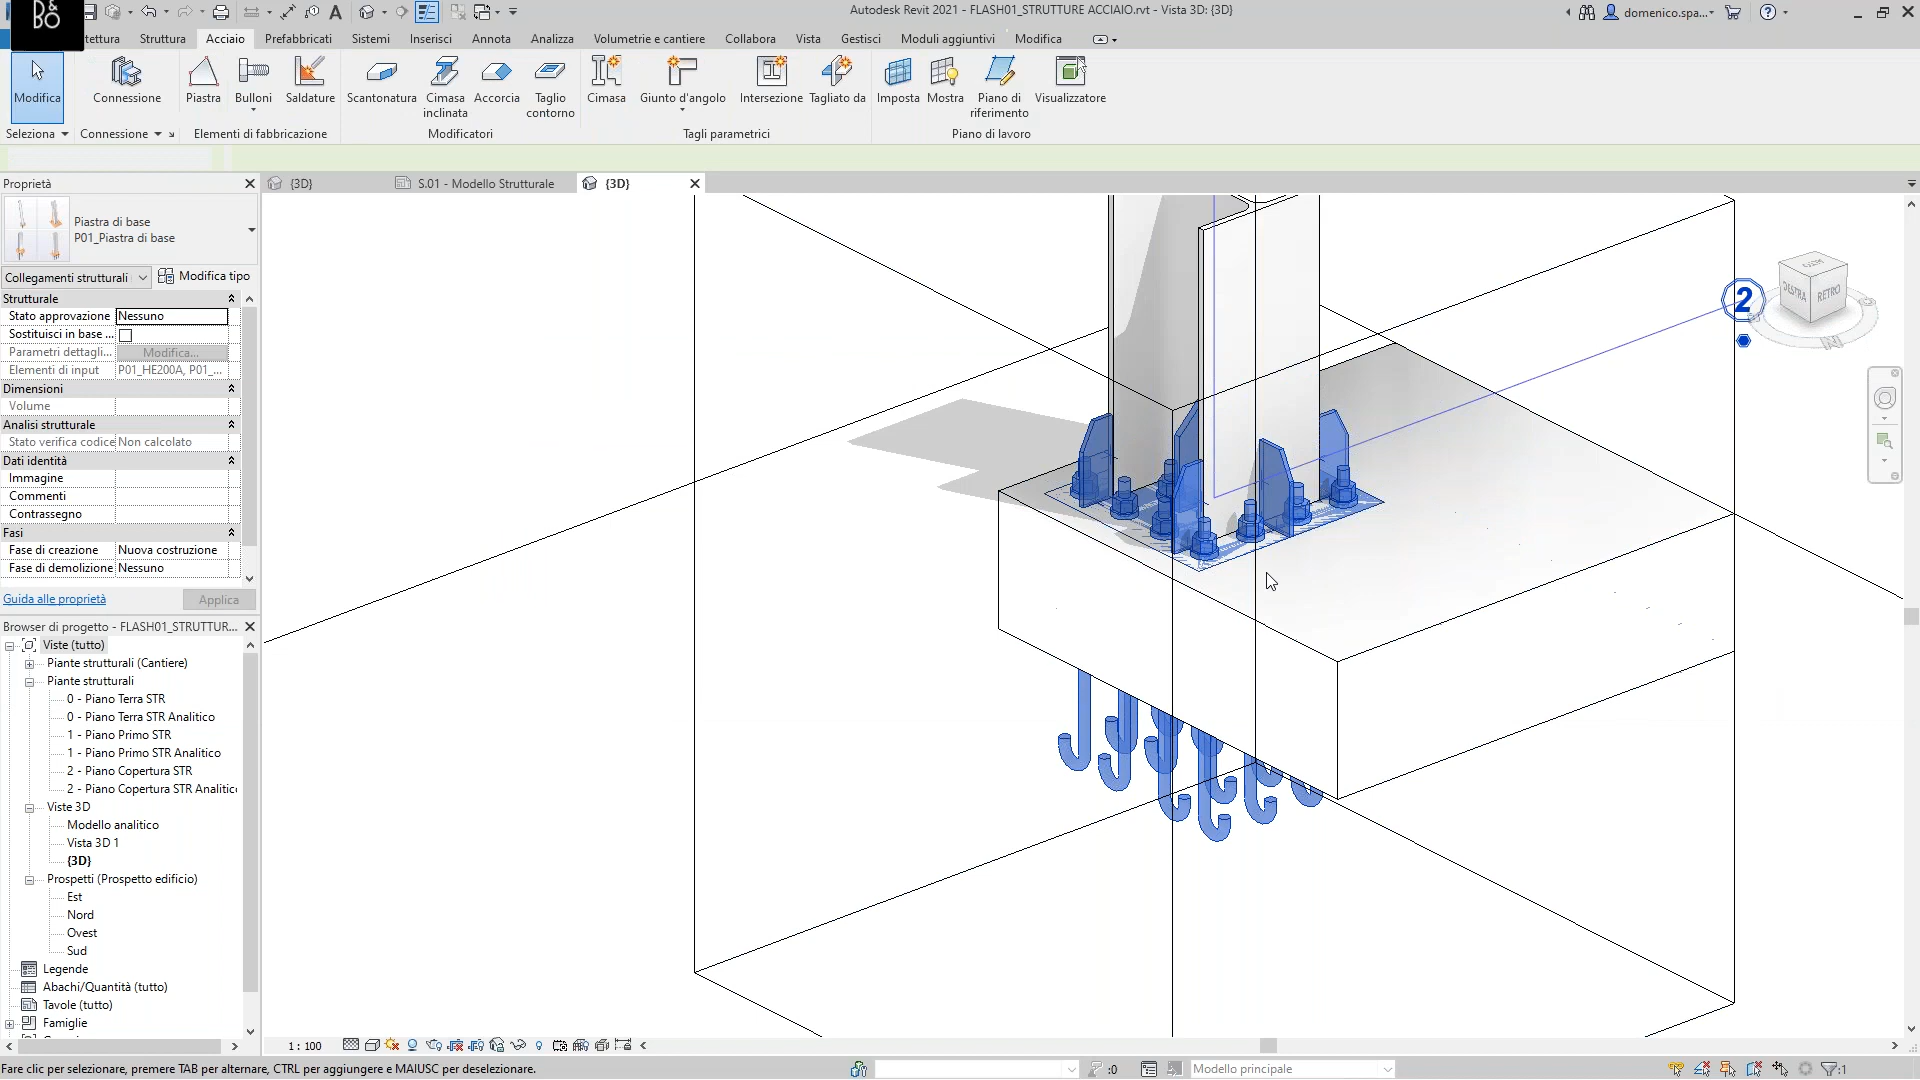 B&
BO
Autodesk Revit 2021 - FLASH01_STRUTTURE ACCIAIO.rvt - Vista 3D: {3D}
domenico.spa...
tettura
Struttura
Acciaio
Prefabbricati
Sistemi
Inserisci
Annota
Analizza
Volumetrie e cantiere
Collabora
Vista
Gestisci
Moduli aggiuntivi
Modifica
Modifica
Connessione
Piastra
Bulloni
Saldature
Scantonatura
Cimasa inclinata
Accorcia
Taglio contorno
Cimasa
Giunto d'angolo
Intersezione
Tagliato da
Imposta
Mostra
Piano di riferimento
Visualizzatore
Seleziona
Connessione
Elementi di fabbricazione
Modificatori
Tagli parametrici
Piano di lavoro
Proprietà
{3D}
S.01 - Modello Strutturale
{3D}
Piastra di base
P01_Piastra di base
Collegamenti strutturali
Modifica tipo
Strutturale
Stato approvazione Nessuno
Sostituisci in base ...
Parametri dettagli... Modifica...
Elementi di input P01_HE200A, P01_...
Dimensioni
Volume
Analisi strutturale
Stato verifica codice Non calcolato
Dati identità
Immagine
Commenti
Contrassegno
Fasi
Fase di creazione Nuova costruzione
Fase di demolizione Nessuno
Guida alle proprietà
Applica
Browser di progetto - FLASH01_STRUTTUR...
Viste (tutto)
Piante strutturali (Cantiere)
Piante strutturali
0 - Piano Terra STR
0 - Piano Terra STR Analitico
1 - Piano Primo STR
1 - Piano Primo STR Analitico
2 - Piano Copertura STR
2 - Piano Copertura STR Analitic
Viste 3D
Modello analitico
Vista 3D 1
{3D}
Prospetti (Prospetto edificio)
Est
Nord
Ovest
Sud
Legende
Abachi/Quantità (tutto)
Tavole (tutto)
Famiglie
2
DESTRA
RETRO
1 : 100
Fare clic per selezionare, premere TAB per alternare, CTRL per aggiungere e MAIUSC per deselezionare.
:0
Modello principale
:1